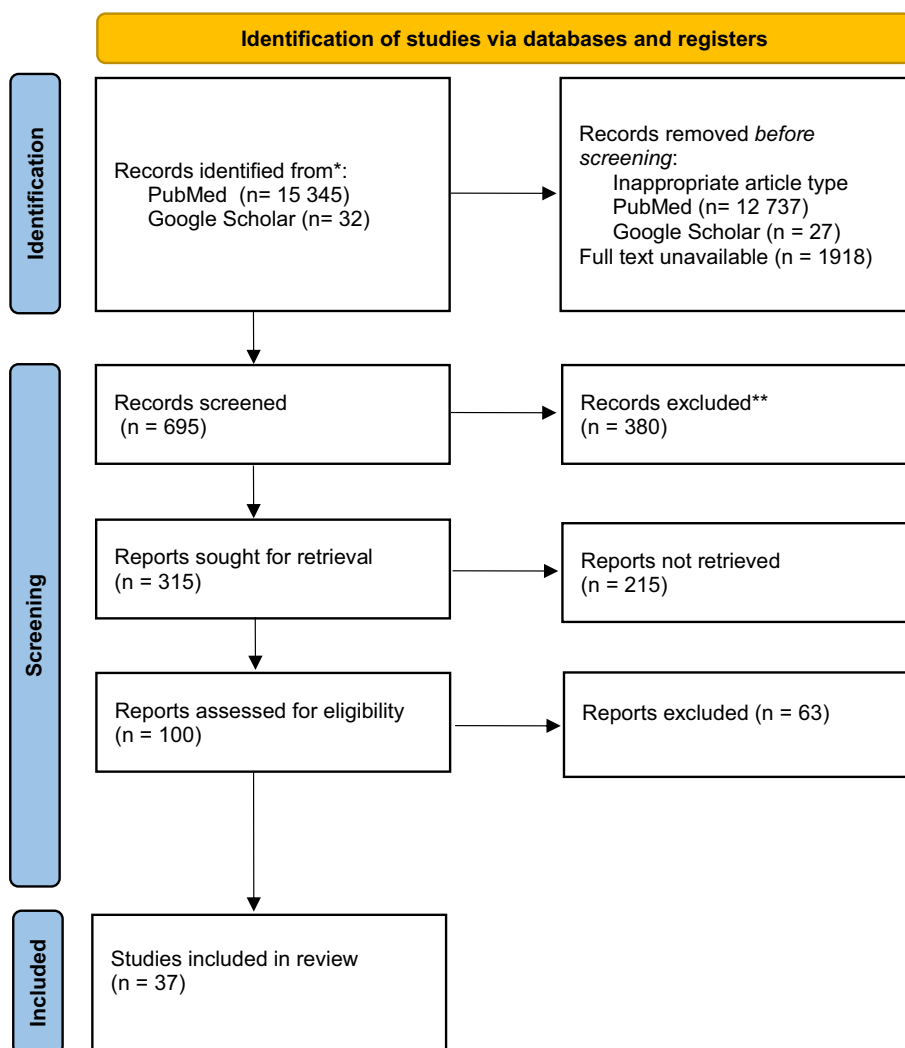 Identification of studies via databases and registers
Identification
Records identified from*:
PubMed (n= 15 345)
Google Scholar (n= 32)
Records removed before
screening:
Inappropriate article type
PubMed (n= 12 737)
Google Scholar (n = 27)
Full text unavailable (n = 1918)
Screening
Records screened
(n = 695)
Records excluded**
(n = 380)
Reports sought for retrieval
(n = 315)
Reports not retrieved
(n = 215)
Reports assessed for eligibility
(n = 100)
Reports excluded (n = 63)
Included
Studies included in review
(n = 37)